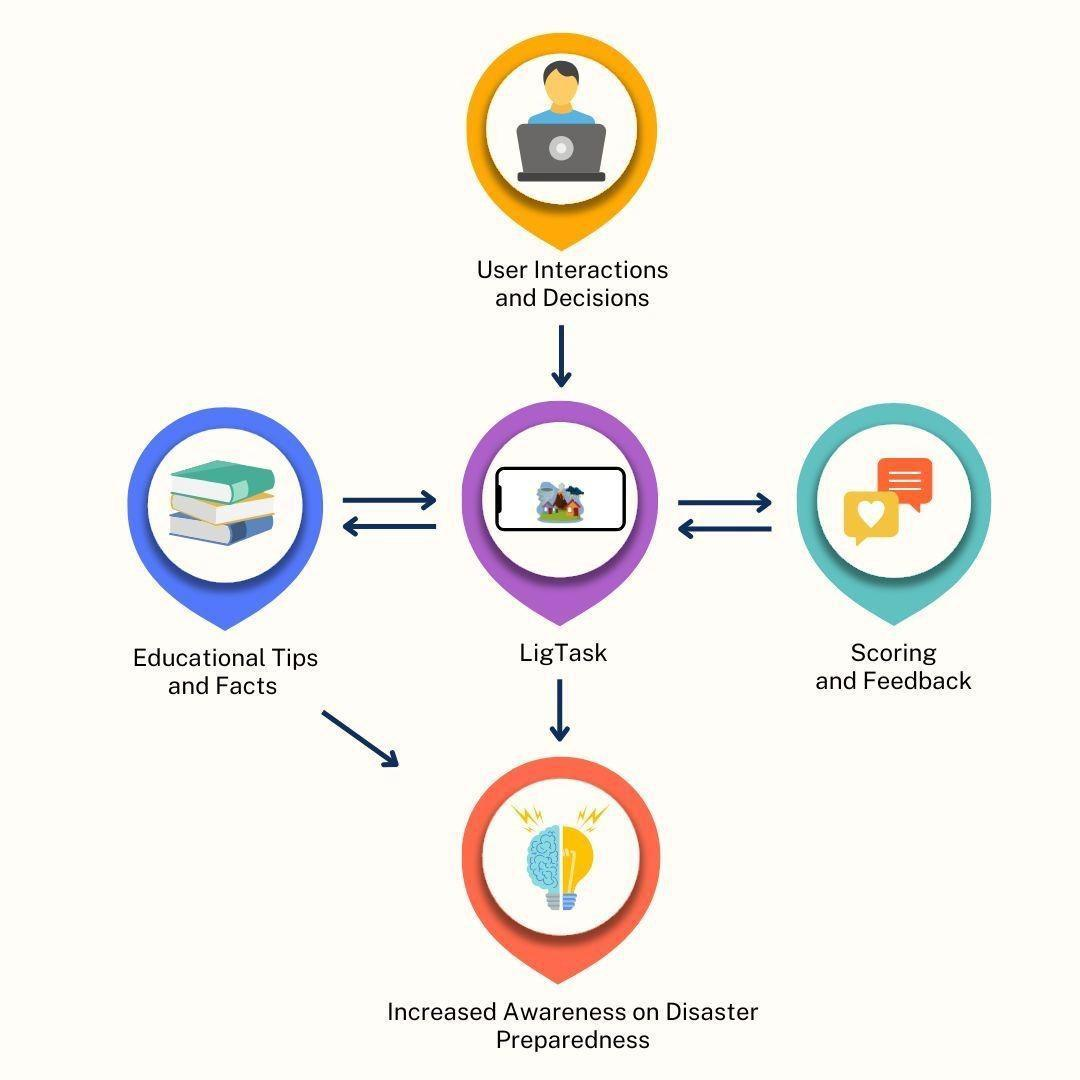 User Interactions
and Decisions
Educational Tips
and Facts
LigTask
Scoring
and Feedback
Increased Awareness on Disaster
Preparedness